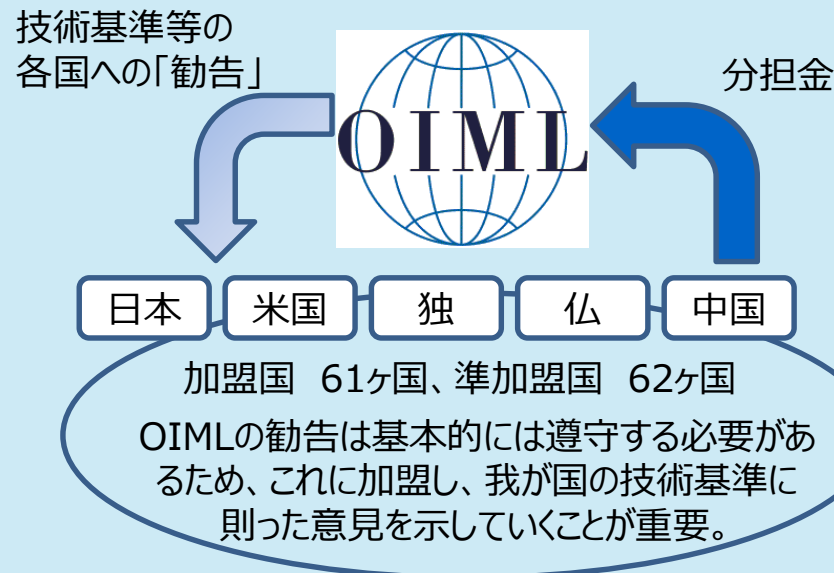 技術基準等の
各国への「勧告」
分担金
OIML
日本
米国
独
仏
中国
加盟国 61ヶ国、準加盟国 62ヶ国
OIMLの勧告は基本的には遵守する必要があ
るため、これに加盟し、我が国の技術基準に
則った意見を示していくことが重要。